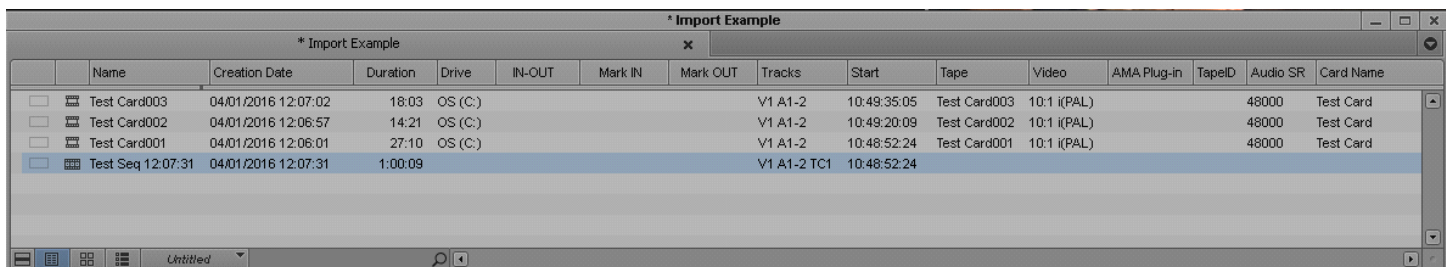 * Import Example
* Import Example
Name Creation Date Duration Drive IN-OUT Mark IN Mark OUT Tracks Start Tape Video AMA Plug-in TapeID Audio SR Card Name
Test Card003 04/01/2016 12:07:02 18:03 OS (C:) V1 A1-2 10:49:35:05 Test Card003 10:1 i(PAL) 48000 Test Card
Test Card002 04/01/2016 12:06:57 14:21 OS (C:) V1 A1-2 10:49:20:09 Test Card002 10:1 i(PAL) 48000 Test Card
Test Card001 04/01/2016 12:06:01 27:10 OS (C:) V1 A1-2 10:48:52:24 Test Card001 10:1 i(PAL) 48000 Test Card
Test Seq 12:07:31 04/01/2016 12:07:31 1:00:09 V1 A1-2 TC1 10:48:52:24
Untitled